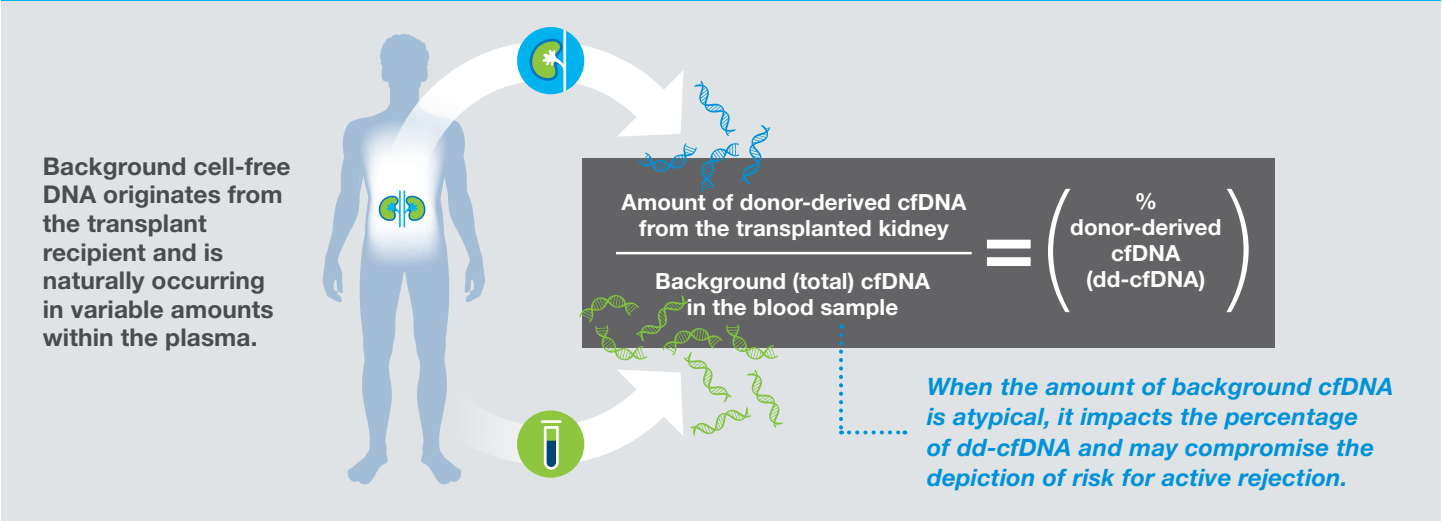 Background cell-free
DNA originates from
the transplant
recipient and is
naturally occurring
in variable amounts
within the plasma.
Amount of donor-derived cfDNA
from the transplanted kidney
Background (total) cfDNA
in the blood sample
=
%
donor-derived
cfDNA
(dd-cfDNA)
When the amount of background cfDNA
is atypical, it impacts the percentage
of dd-cfDNA and may compromise the
depiction of risk for active rejection.